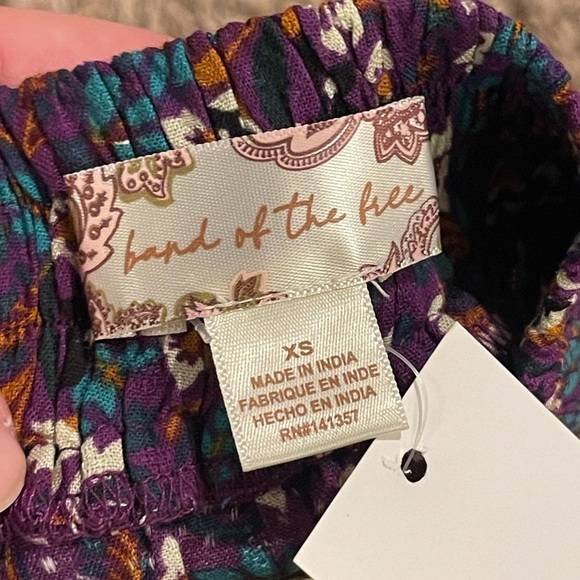 band of the free
XS
MADE IN INDIA
FABRIQUE EN INDE
HECHO EN INDIA
RN#141357